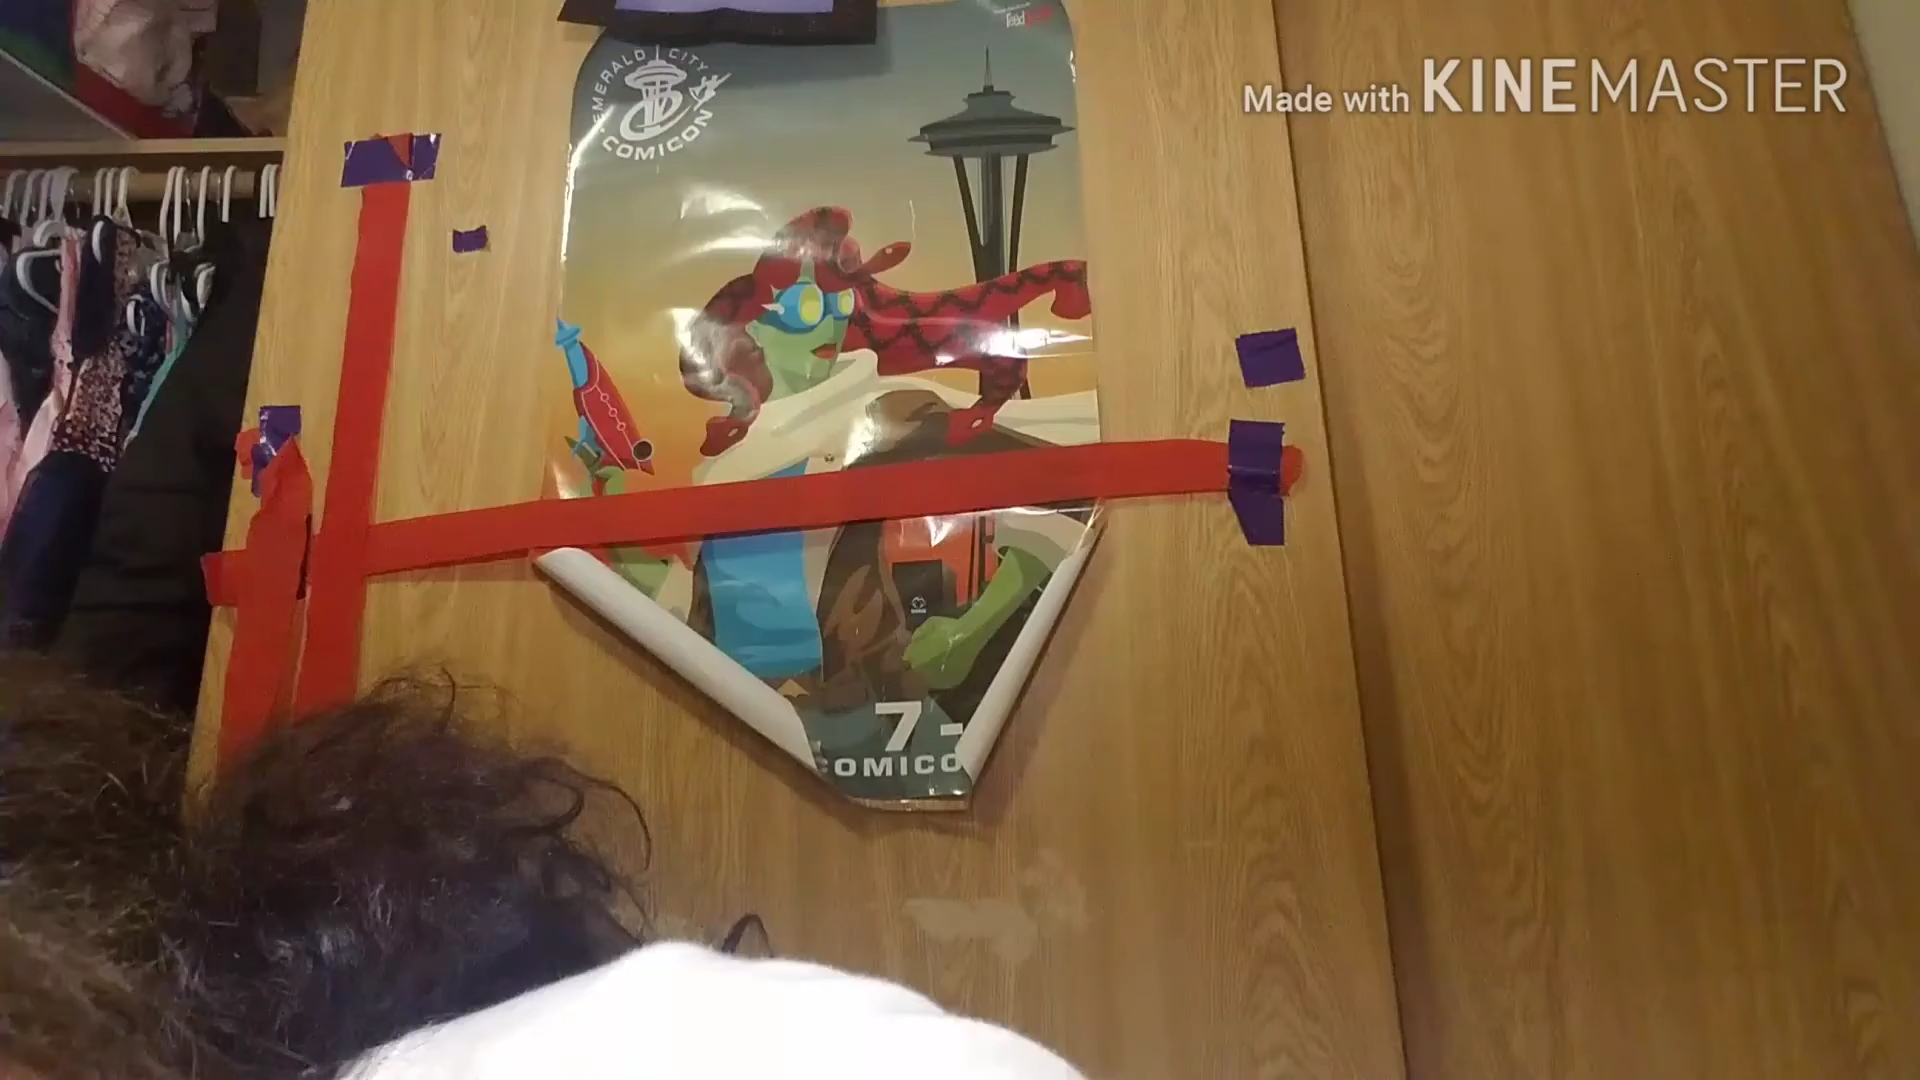 EMERALD CITY
COMICON
Made with KINEMASTER
7-
COMICO